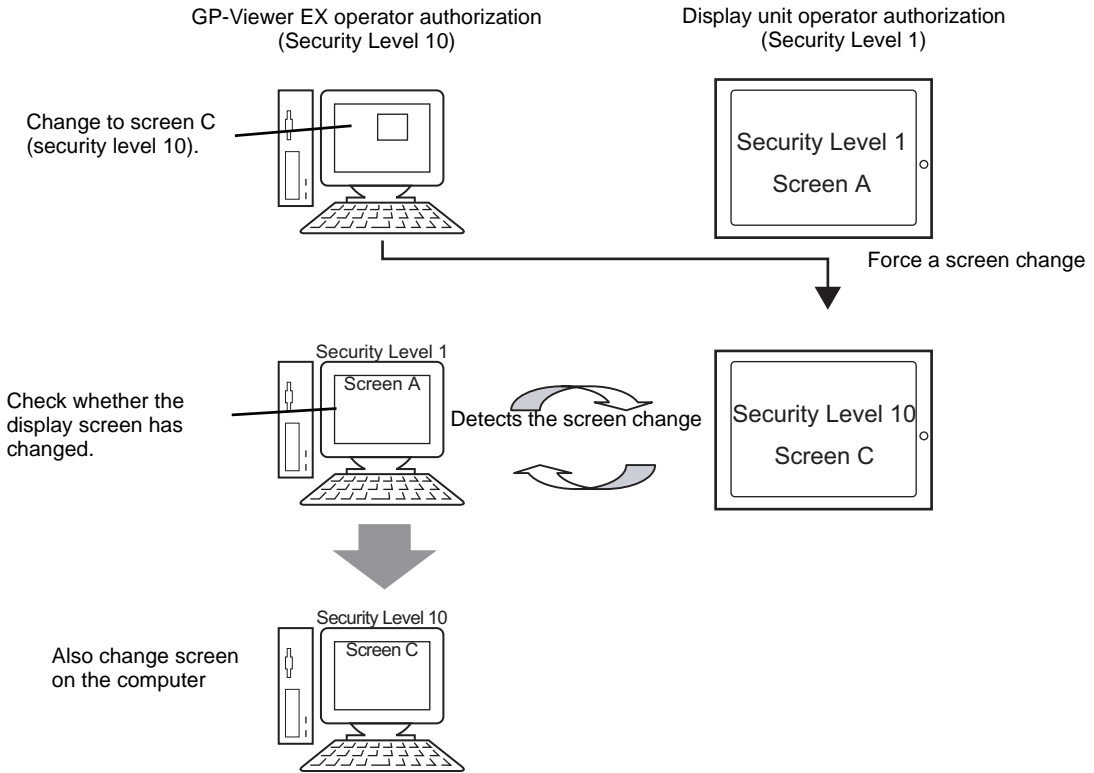 GP-Viewer EX operator authorization
(Security Level 10)
Display unit operator authorization
(Security Level 1)
Change to screen C
(security level 10).
Security Level 1
Screen A
Force a screen change
Security Level 1
Screen A
Check whether the
display screen has
changed.
Detects the screen change
Security Level 10
Screen C
Security Level 10
Screen C
Also change screen
on the computer